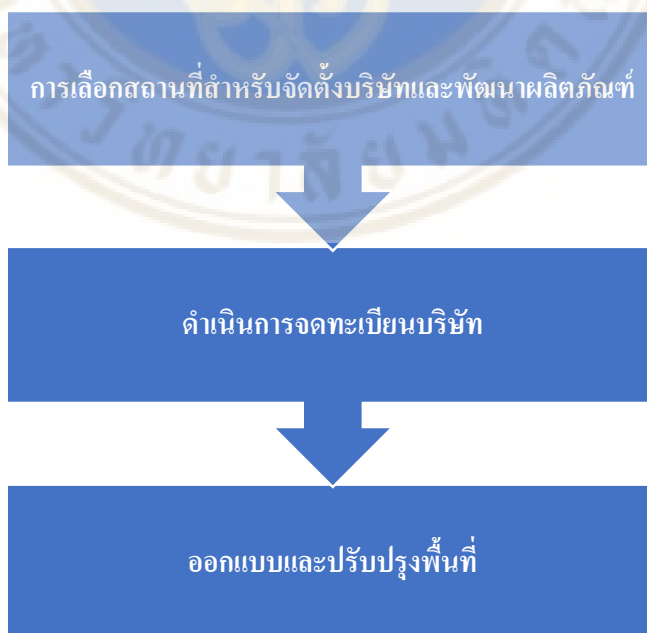 การเลือกสถานที่สำหรับจัดตั้งบริษัทและพัฒนาผลิตภัณฑ์
ดำเนินการจดทะเบียนบริษัท
ออกแบบและปรับปรุงพื้นที่